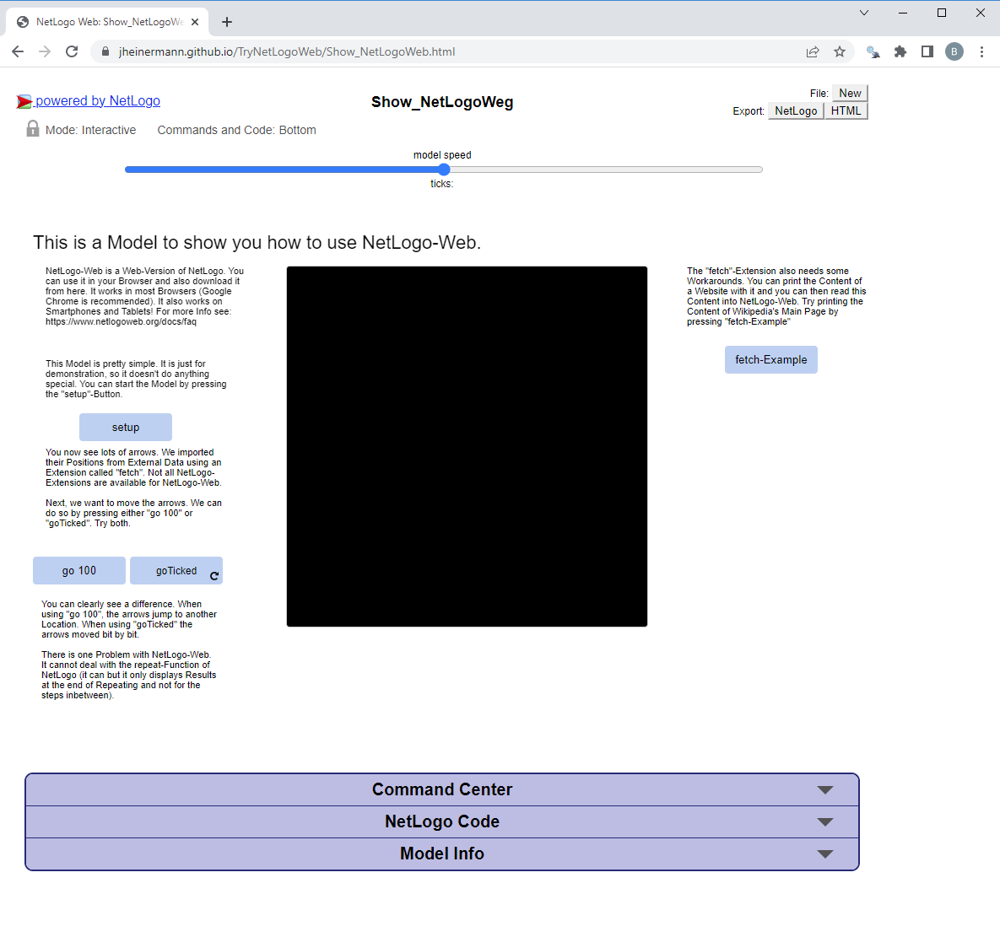 NetLogo Web: Show_NetLogoWe
jheinermann.github.io/TryNetLogoWeb/Show_NetLogoWeb.html
B
powered by NetLogo
Show_NetLogoWeg
File: New
Export: NetLogo HTML
Mode: Interactive
Commands and Code: Bottom
model speed
ticks:
This is a Model to show you how to use NetLogo-Web.
NetLogo-Web is a Web-Version of NetLogo. You
can use it in your Browser and also download it
from here. It works in most Browsers (Google
Chrome is recommended). It also works on
Smartphones and Tablets! For more Info see:
https://www.netlogoweb.org/docs/faq
This Model is pretty simple. It is just for
demonstration, so it doesn't do anything
special. You can start the Model by pressing
the "setup"-Button.
setup
You now see lots of arrows. We imported
their Positions from External Data using an
Extension called "fetch". Not all NetLogo-
Extensions are available for NetLogo-Web.
Next, we want to move the arrows. We can
do so by pressing either "go 100" or
"goTicked". Try both.
go 100
goTicked
You can clearly see a difference. When
using "go 100", the arrows jump to another
Location. When using "goTicked" the
arrows moved bit by bit.
There is one Problem with NetLogo-Web.
It cannot deal with the repeat-Function of
NetLogo (it can but it only displays Results
at the end of Repeating and not for the
steps inbetween).
The "fetch"-Extension also needs some
Workarounds. You can print the Content of
a Website with it and you can then read this
Content into NetLogo-Web. Try printing the
Content of Wikipedia's Main Page by
pressing "fetch-Example"
fetch-Example
Command Center
NetLogo Code
Model Info